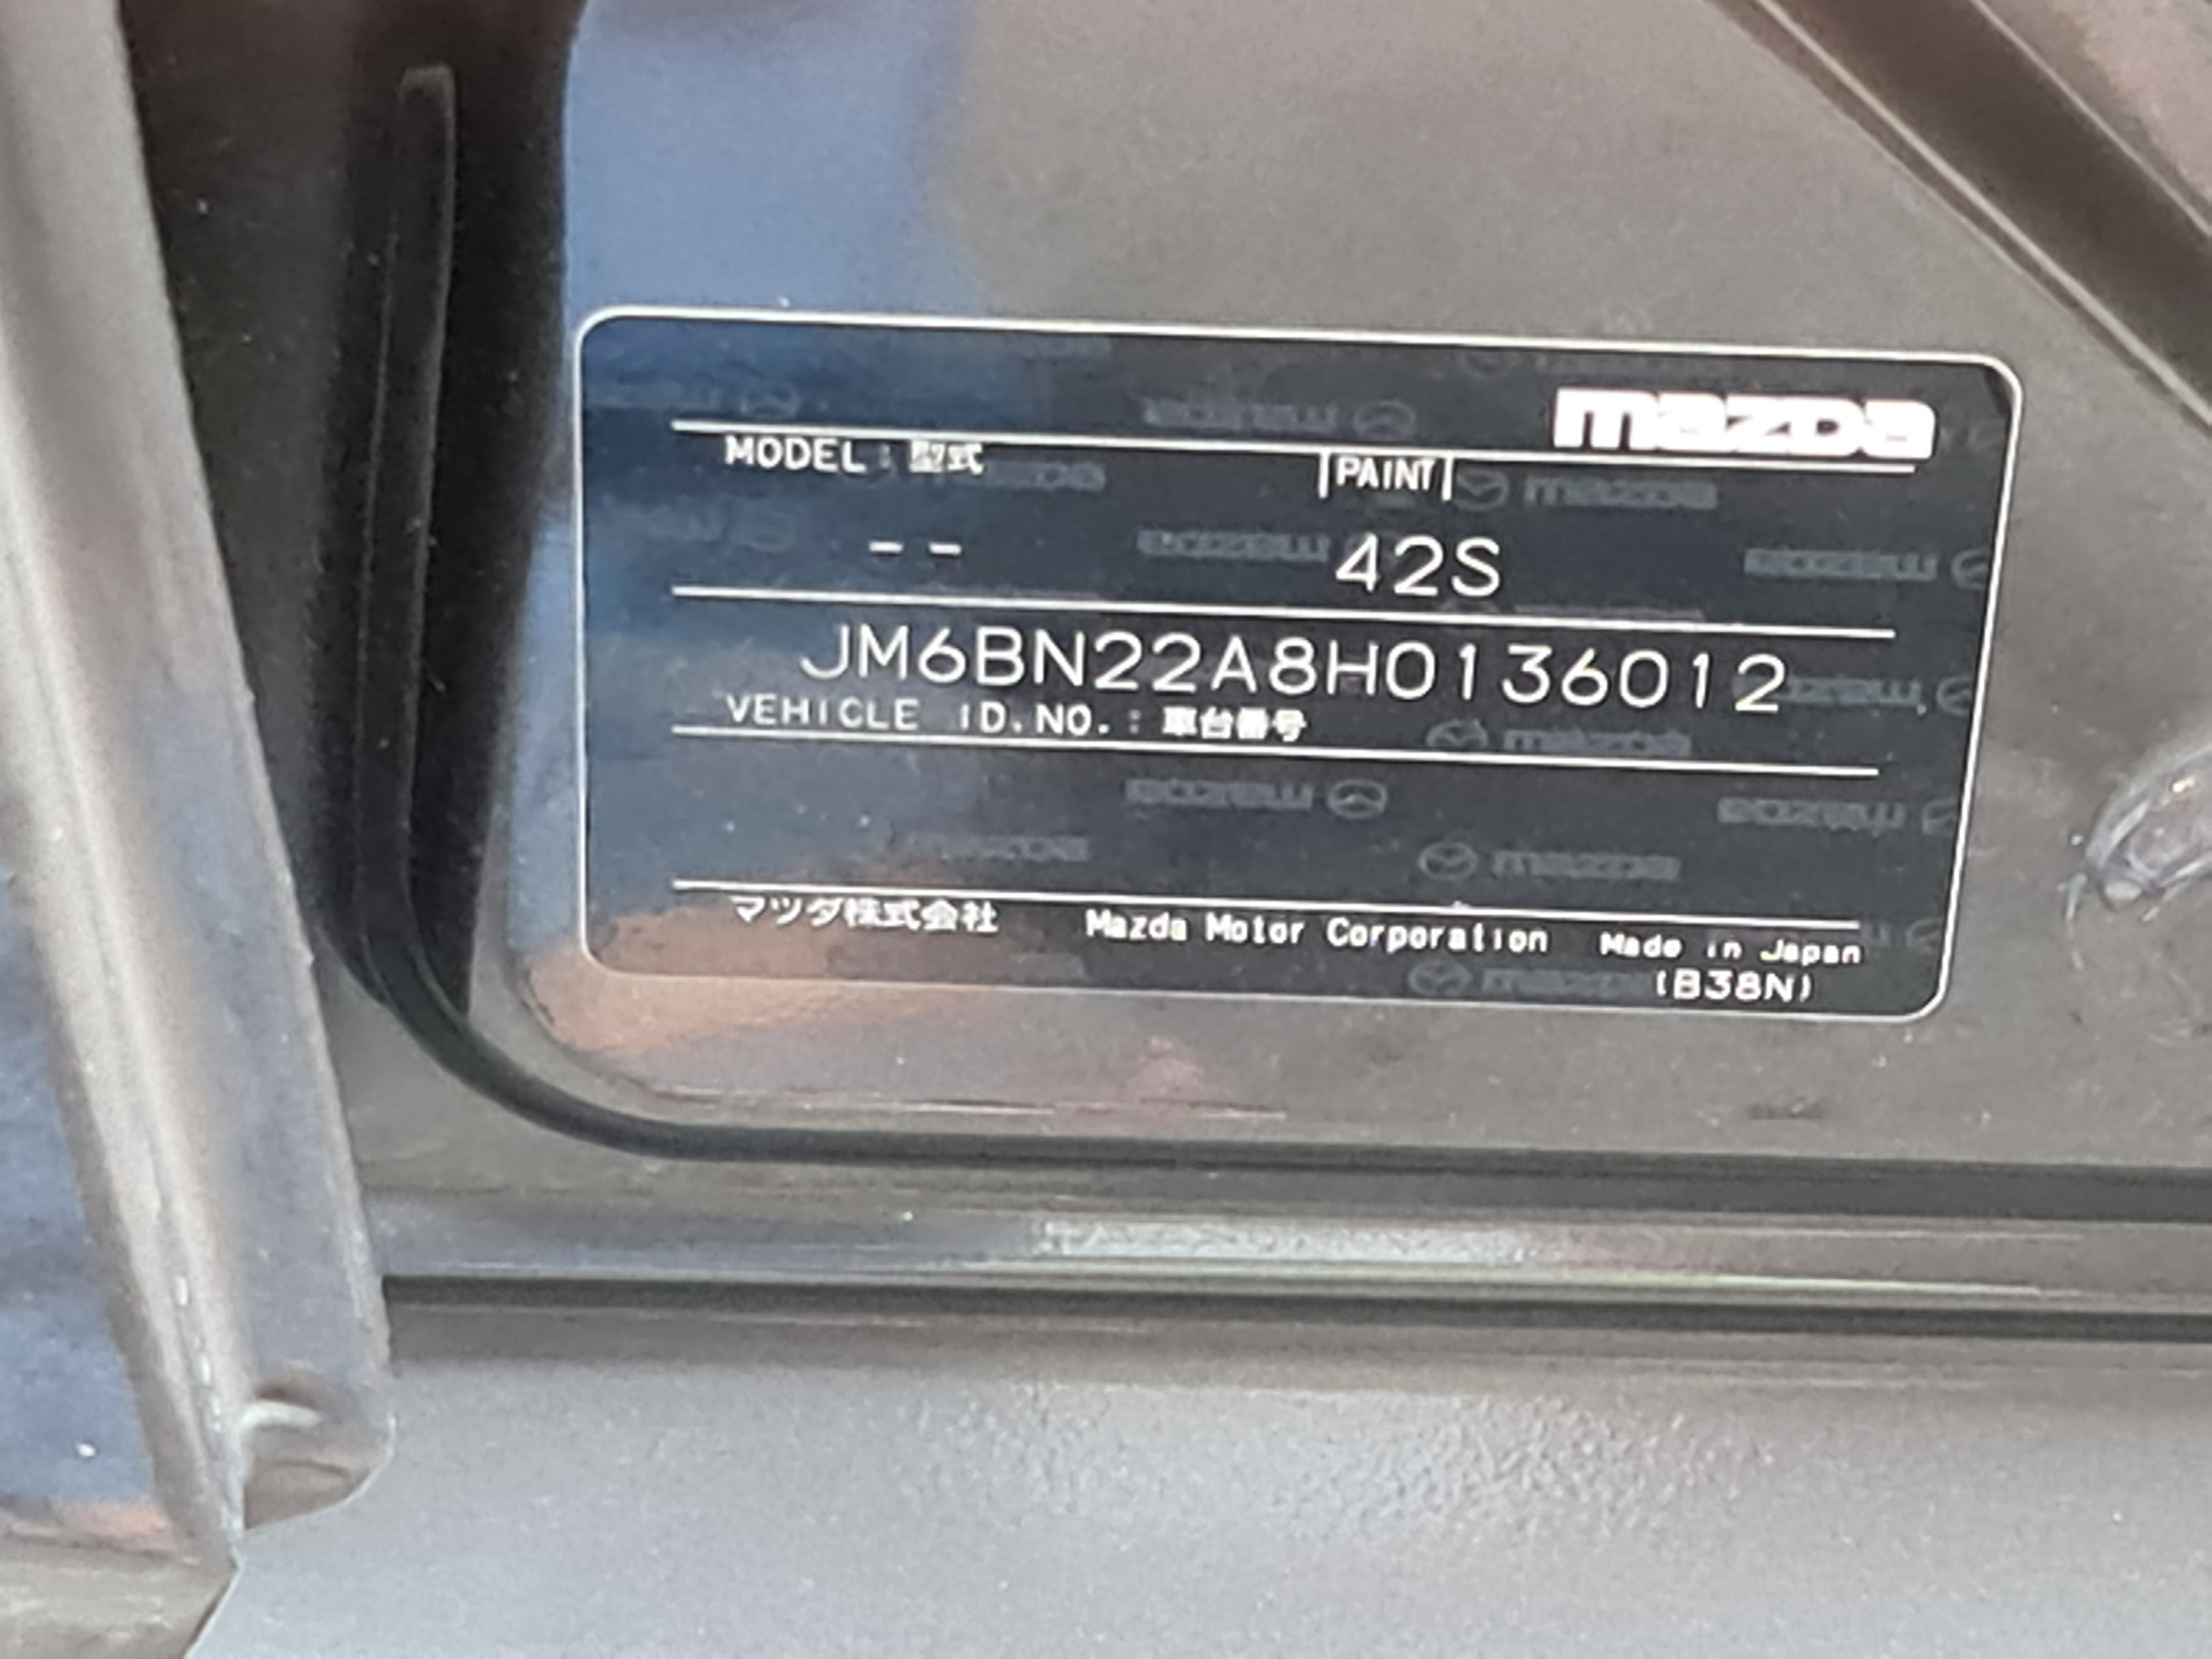 mazda
MODEL : 型式 PAINT
-- 42S
JM6BN22A8H0136012
VEHICLE ID.NO. : 車台番号
マツダ株式会社 Mazda Motor Corporation Made in Japan
(B38N)